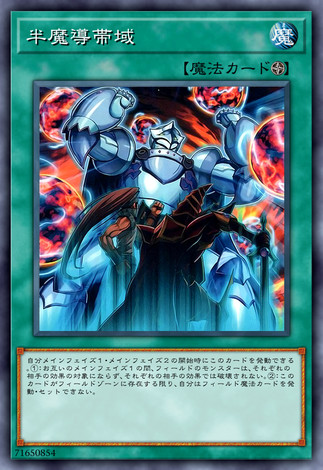 半魔導帯域
魔
【魔法カード】
自分メインフェイズ1・メインフェイズ2の開始時にこのカードを発動できる
。①:お互いのメインフェイズ1の間、フィールドのモンスターは、それぞれの
相手の効果の対象にならず、それぞれの相手の効果では破壊されない。②:この
カードがフィールドゾーンに存在する限り、自分はフィールド魔法カードを発
動・セットできない。
71650854